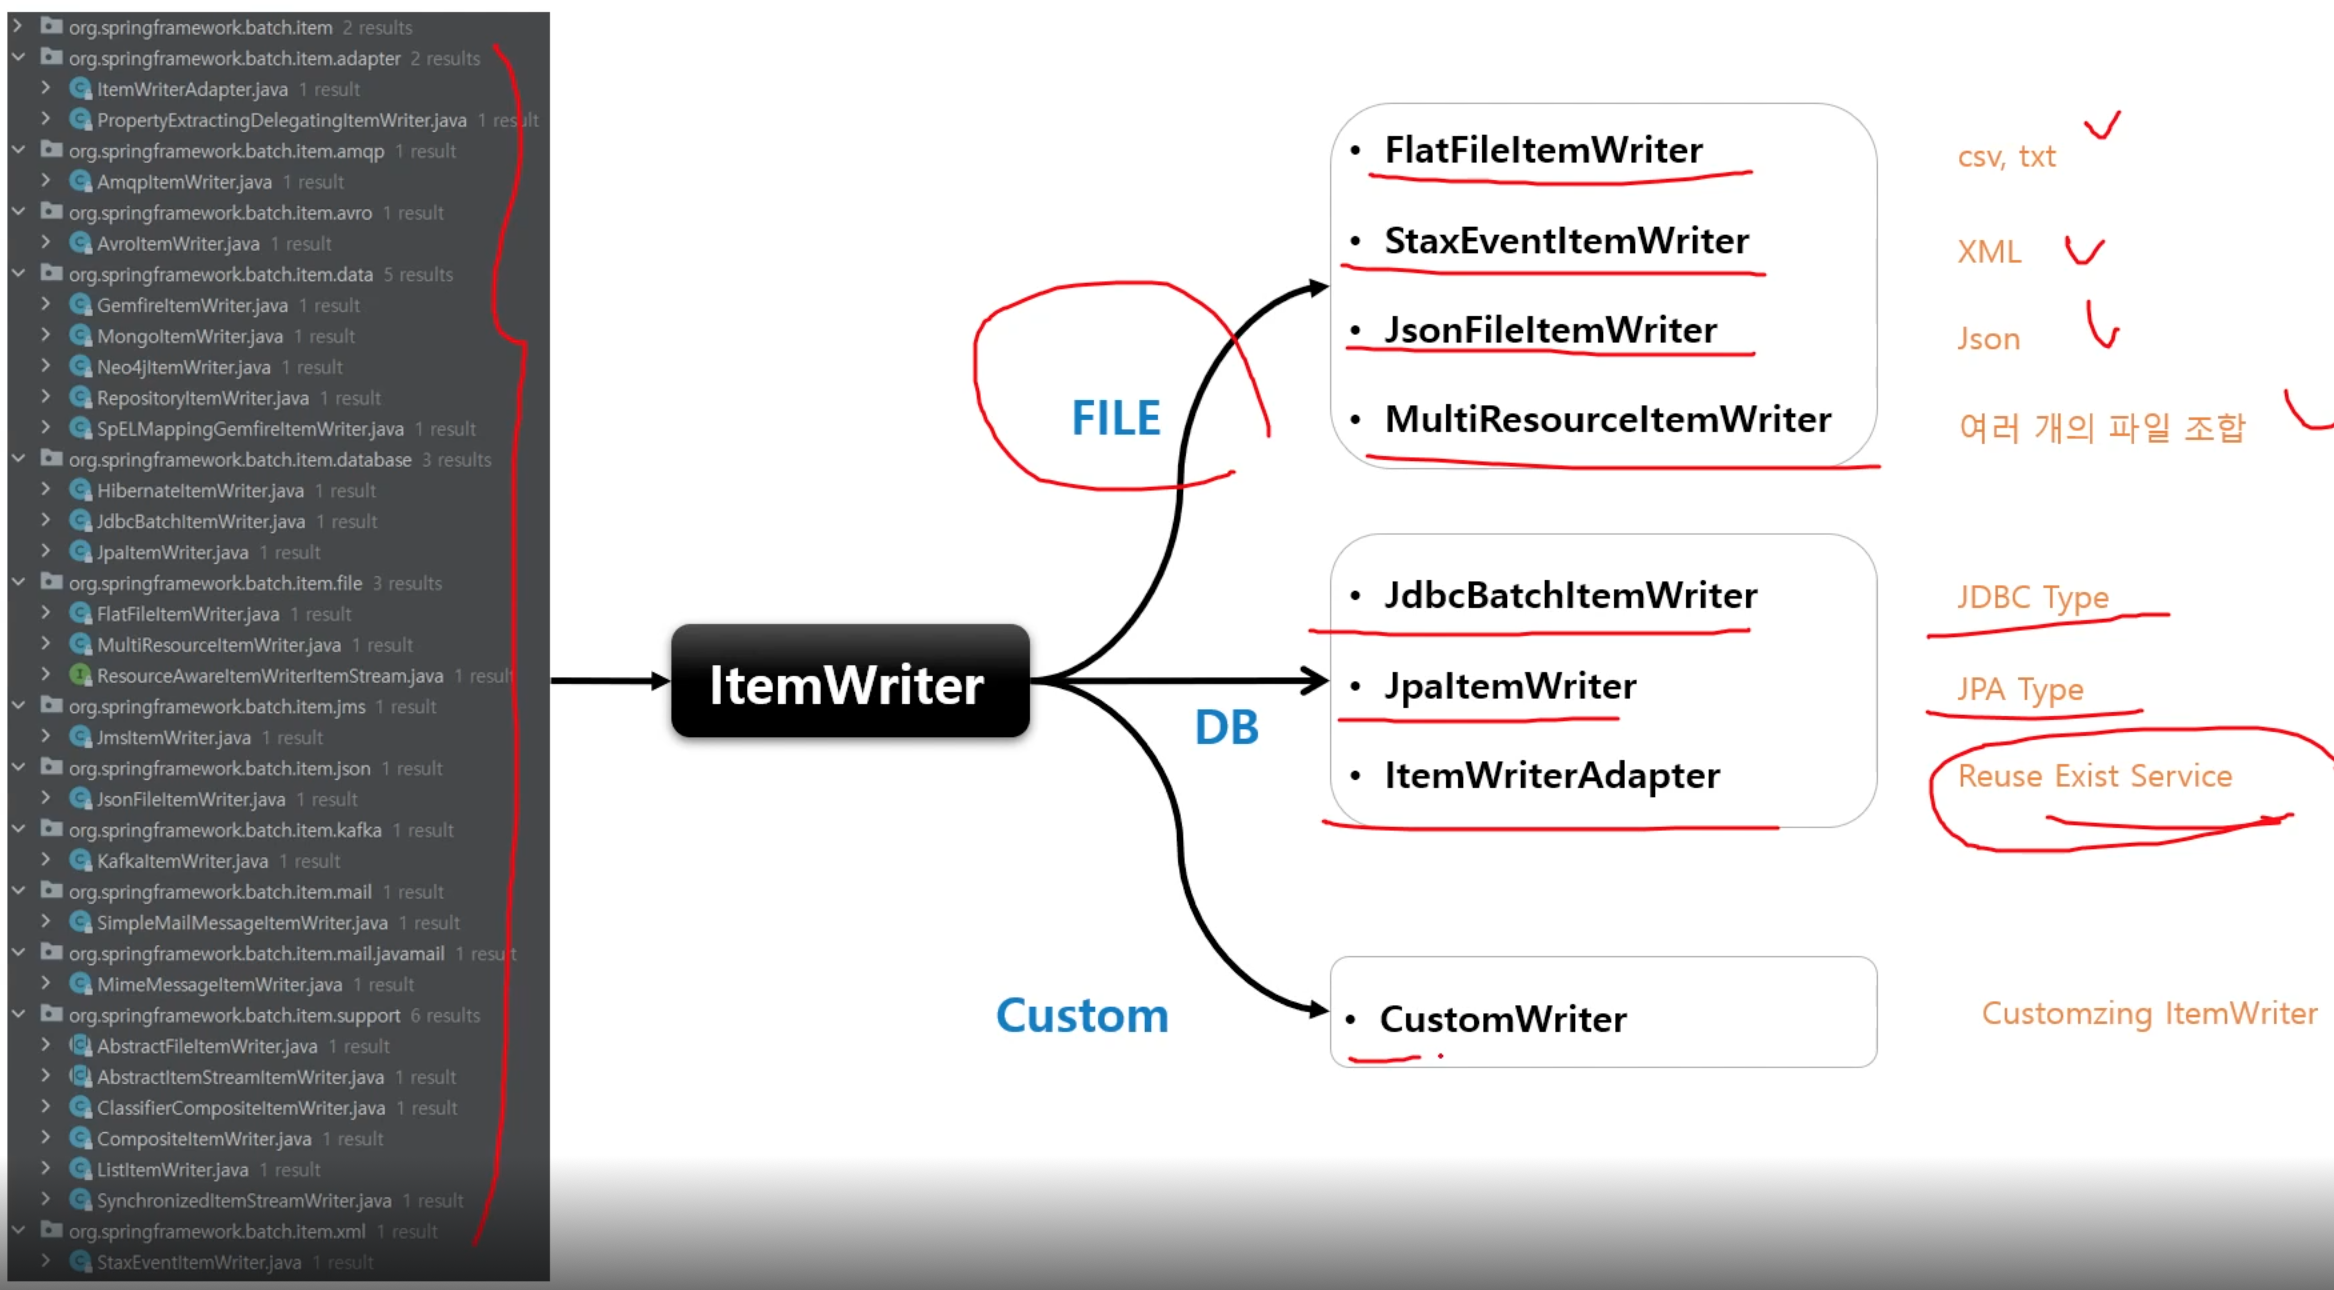 org.springframework.batch.item 2 results
org.springframework.batch.item.adapter 2 results
ItemWriterAdapter.java 1 result
PropertyExtractingDelegatingItemWriter.java 1 result
org.springframework.batch.item.amqp 1 result
AmqpItemWriter.java 1 result
org.springframework.batch.item.avro 1 result
AvroItemWriter.java 1 result
org.springframework.batch.item.data 5 results
GemfireItemWriter.java 1 result
MongoItemWriter.java 1 result
Neo4jItemWriter.java 1 result
RepositoryItemWriter.java 1 result
SpELMappingGemfireItemWriter.java 1 result
org.springframework.batch.item.database 3 results
HibernateItemWriter.java 1 result
JdbcBatchItemWriter.java 1 result
JpaItemWriter.java 1 result
org.springframework.batch.item.file 3 results
FlatFileItemWriter.java 1 result
MultiResourceItemWriter.java 1 result
ResourceAwareItemWriterItemStream.java 1 result
org.springframework.batch.item.jms 1 result
JmsItemWriter.java 1 result
org.springframework.batch.item.json 1 result
JsonFileItemWriter.java 1 result
org.springframework.batch.item.kafka 1 result
KafkaItemWriter.java 1 result
org.springframework.batch.item.mail 1 result
SimpleMailMessageItemWriter.java 1 result
org.springframework.batch.item.mail.javamail 1 result
MimeMessageItemWriter.java 1 result
org.springframework.batch.item.support 6 results
AbstractFileItemWriter.java 1 result
AbstractItemStreamItemWriter.java 1 result
ClassifierCompositeItemWriter.java 1 result
CompositeItemWriter.java 1 result
ListItemWriter.java 1 result
SynchronizedItemStreamWriter.java 1 result
org.springframework.batch.item.xml 1 result
StaxEventItemWriter.java 1 result
ItemWriter
FILE
• FlatFileItemWriter csv, txt
• StaxEventItemWriter XML
• JsonFileItemWriter Json
• MultiResourceItemWriter 여러 개의 파일 조합
DB
• JdbcBatchItemWriter JDBC Type
• JpaItemWriter JPA Type
• ItemWriterAdapter Reuse Exist Service
Custom
• CustomWriter Customzing ItemWriter